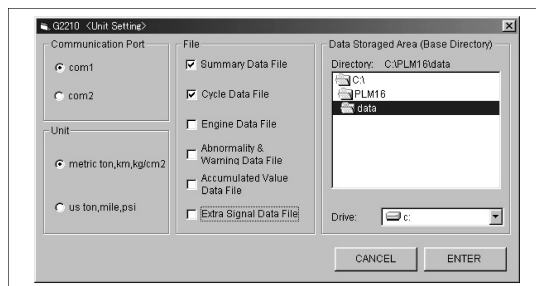 G2210 <Unit Setting>
Communication Port
com1
com2
Unit
metric ton,km,kg/cm2
us ton,mile,psi
File
Summary Data File
Cycle Data File
Engine Data File
Abnormality &
Warning Data File
Accumulated Value
Data File
Extra Signal Data File
Data Storaged Area (Base Directory)
Directory: C:\PLM16\data
C:\
PLM16
data
Drive: c:
CANCEL ENTER